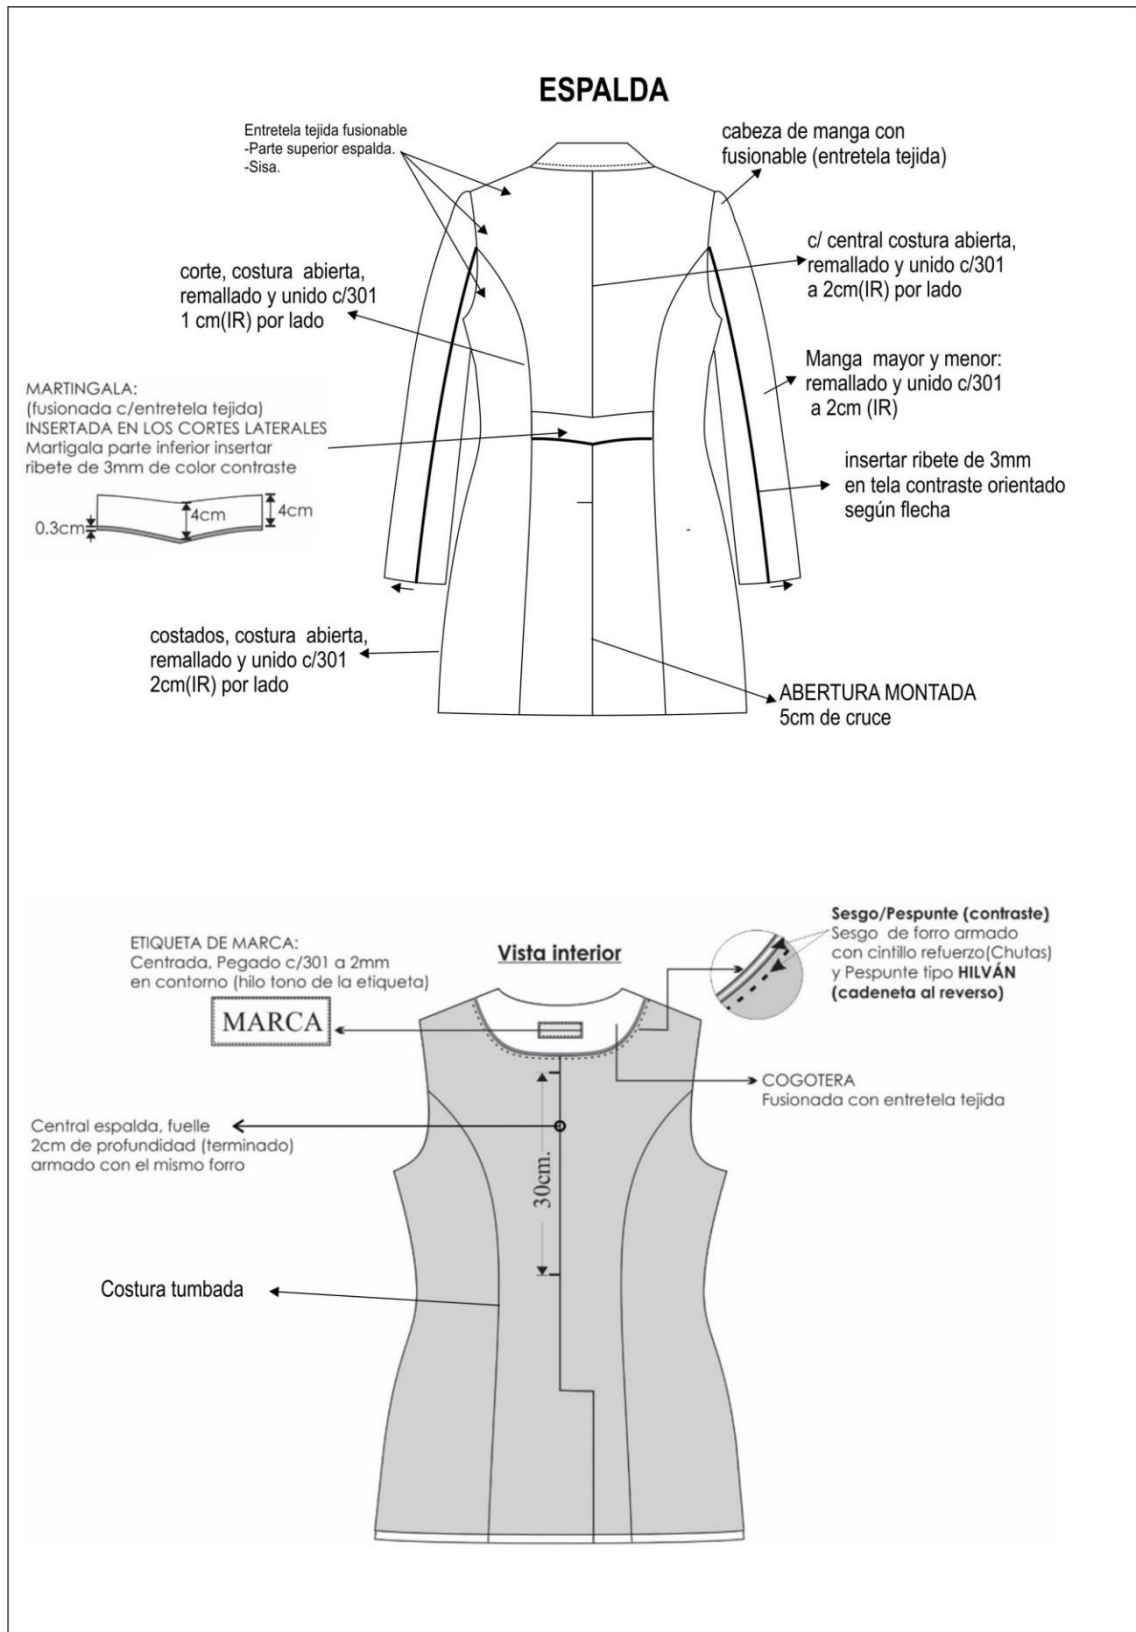 ESPALDA
Entretela tejida fusionable
-Parte superior espalda.
-Sisa.
cabeza de manga con
fusionable (entretela tejida)
corte, costura abierta,
remallado y unido c/301
1 cm(IR) por lado
c/ central costura abierta,
remallado y unido c/301
a 2cm(IR) por lado
MARTINGALA:
(fusionada c/entretela tejida)
INSERTADA EN LOS CORTES LATERALES
Martigala parte inferior insertar
ribete de 3mm de color contraste
Manga mayor y menor:
remallado y unido c/301
a 2cm (IR)
0.3cm
4cm
4cm
insertar ribete de 3mm
en tela contraste orientado
según flecha
costados, costura abierta,
remallado y unido c/301
2cm(IR) por lado
ABERTURA MONTADA
5cm de cruce
ETIQUETA DE MARCA:
Centrada, Pegado c/301 a 2mm
en contorno (hilo tono de la etiqueta)
MARCA
Vista interior
Sesgo/Pespunte (contraste)
Sesgo de forro armado
con cintillo refuerzo(Chutas)
y Pespunte tipo HILVÁN
(cadeneta al reverso)
COGOTERA
Fusionada con entretela tejida
Central espalda, fuelle
2cm de profundidad (terminado)
armado con el mismo forro
30cm.
Costura tumbada